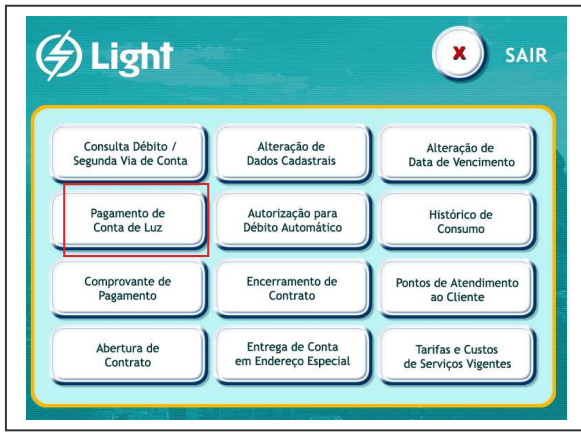 Light
X SAIR
Consulta Débito /
Segunda Via de Conta
Alteração de
Dados Cadastrais
Alteração de
Data de Vencimento
Pagamento de
Conta de Luz
Autorização para
Débito Automático
Histórico de
Consumo
Comprovante de
Pagamento
Encerramento de
Contrato
Pontos de Atendimento
ao Cliente
Abertura de
Contrato
Entrega de Conta
em Endereço Especial
Tarifas e Custos
de Serviços Vigentes